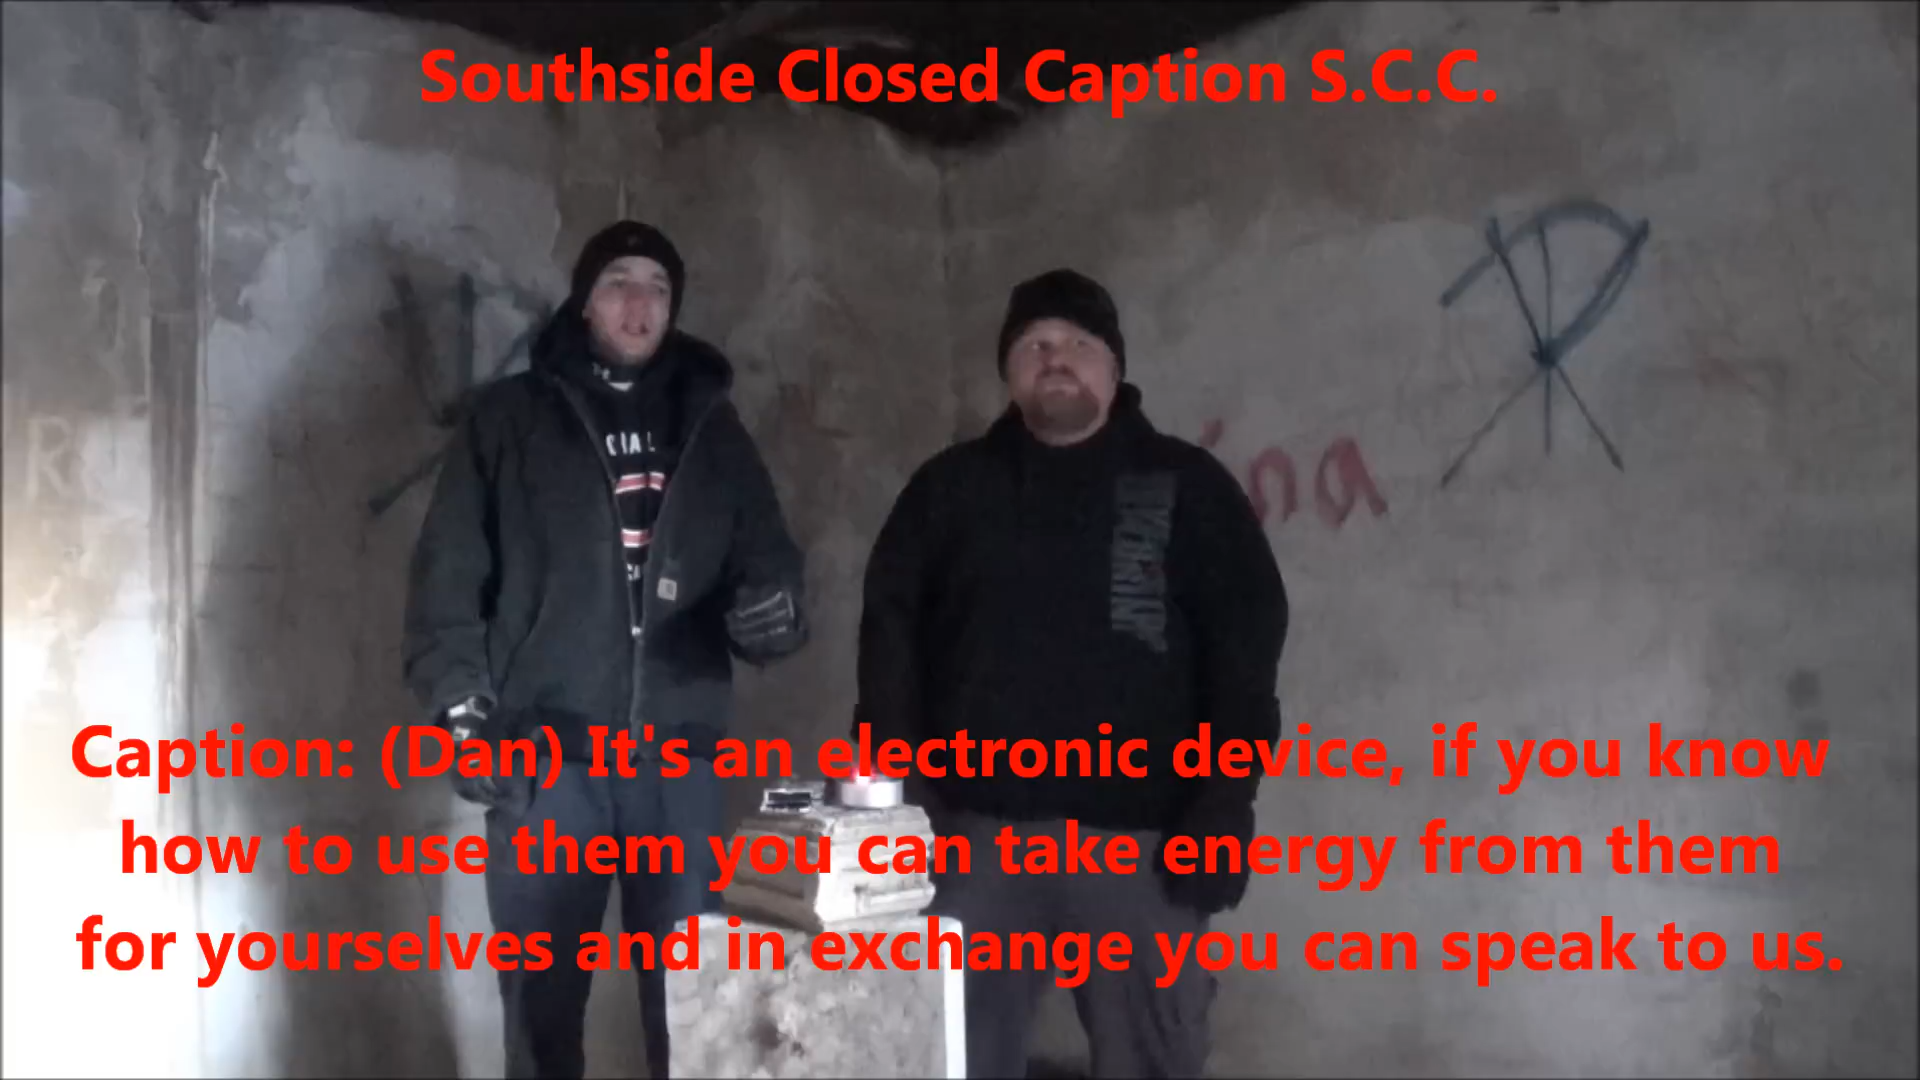 Southside Closed Caption S.C.C.
R
ina
Caption: (Dan) It's an electronic device, if you know
how to use them you can take energy from them
for yourselves and in exchange you can speak to us.